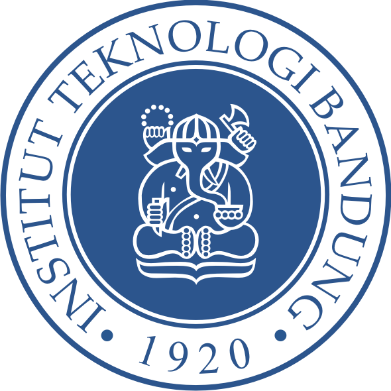 INSTITUT TEKNOLOGI BANDUNG
• 1920 •